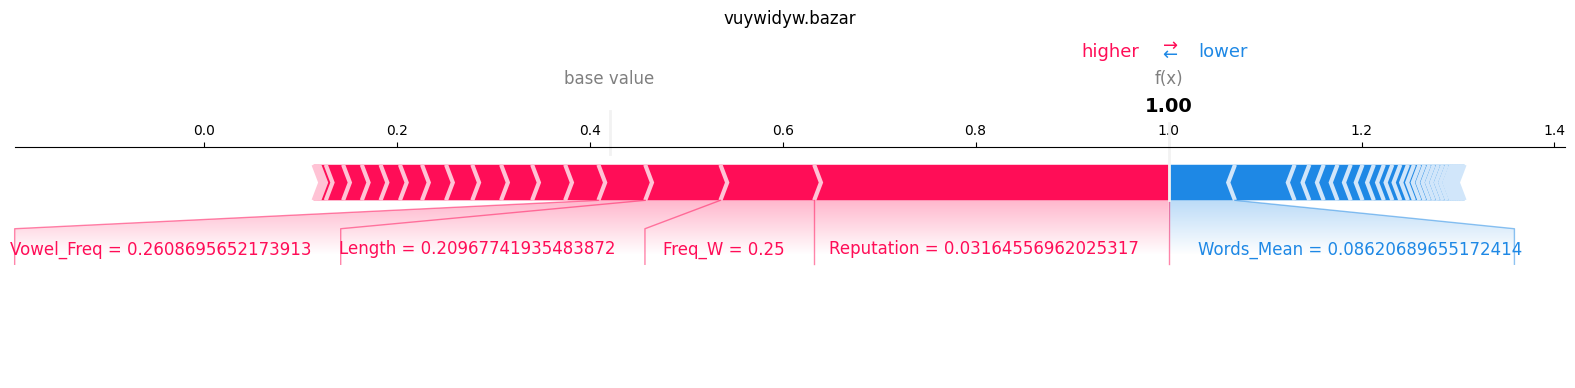 vuywidyw.bazar
higher ⇄ lower
base value f(x)
1.00
0.0 0.2 0.4 0.6 0.8 1.0 1.2 1.4
Vowel_Freq = 0.2608695652173913 Length = 0.20967741935483872 Freq_W = 0.25 Reputation = 0.03164556962025317 Words_Mean = 0.08620689655172414